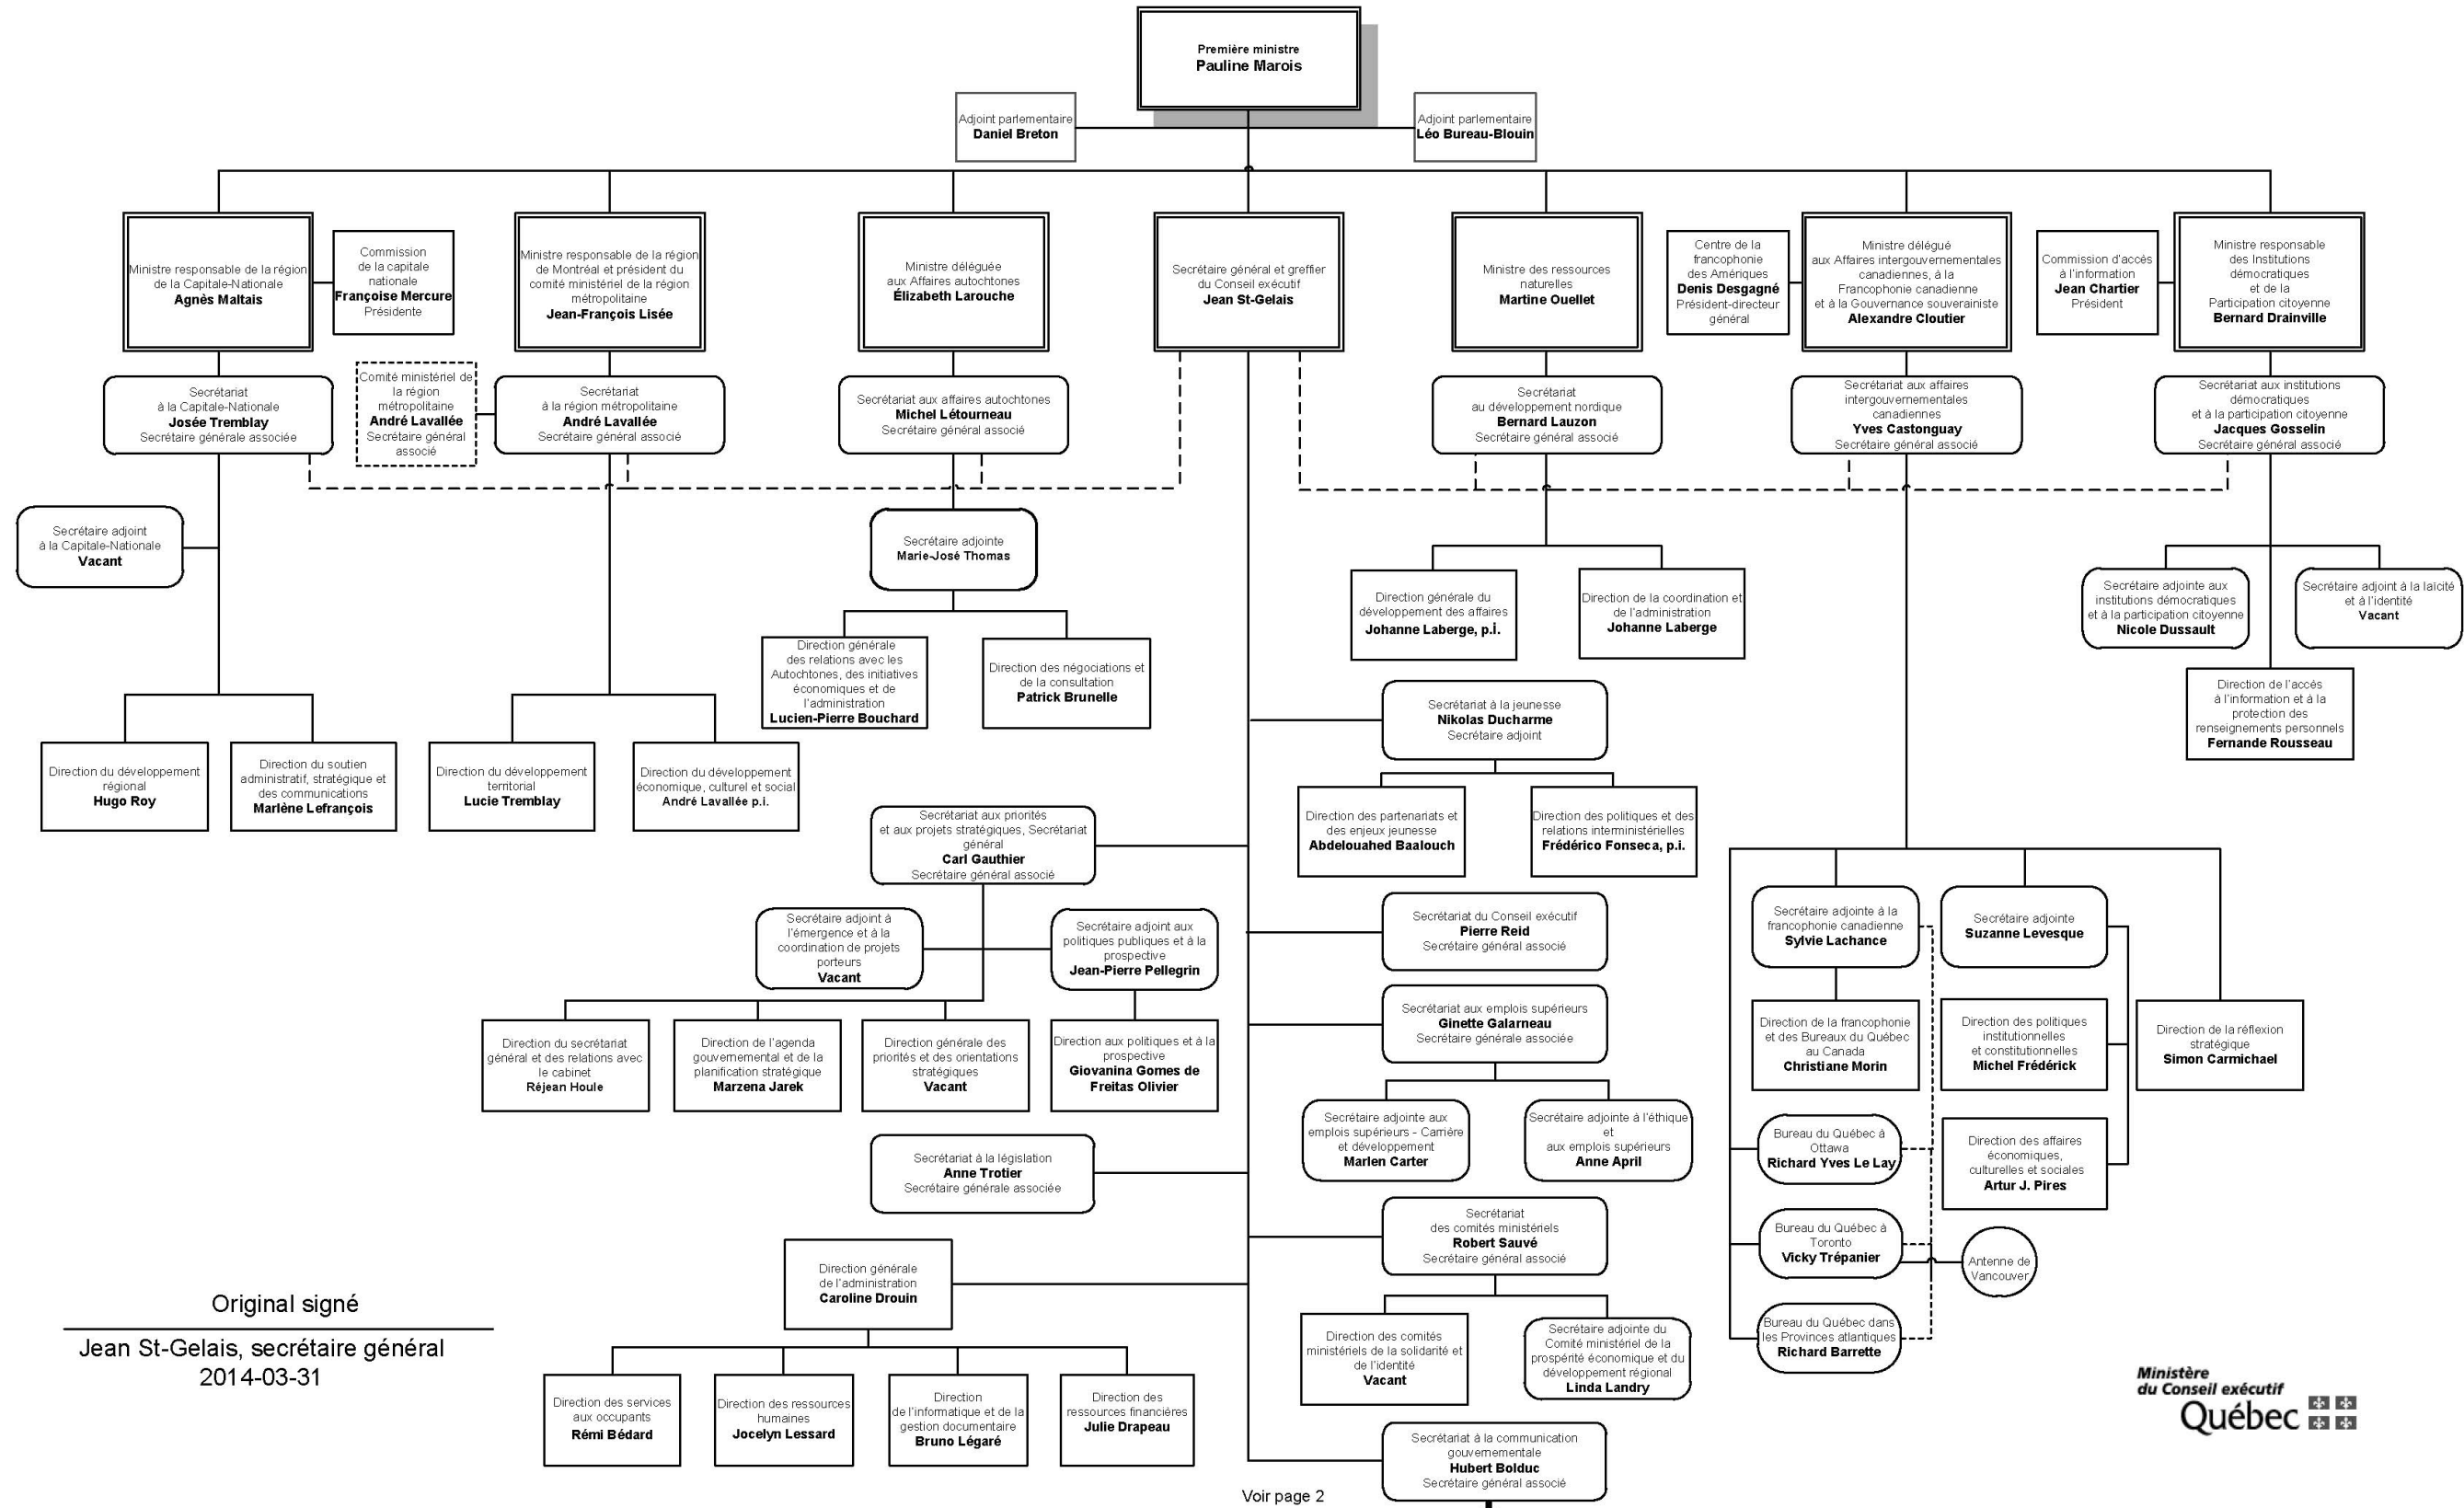 Première ministre
Pauline Marois
Adjoint parlementaire
Daniel Breton
Adjoint parlementaire
Léo Bureau-Blouin
Ministre responsable de la région
de la Capitale-Nationale
Agnès Maltais
Commission
de la capitale
nationale
Françoise Mercure
Présidente
Ministre responsable de la région
de Montréal et président du
comité ministériel de la région
métropolitaine
Jean-François Lisée
Ministre déléguée
aux Affaires autochtones
Élizabeth Larouche
Secrétaire général et greffier
du Conseil exécutif
Jean St-Gelais
Ministre des ressources
naturelles
Martine Ouellet
Centre de la
francophonie
des Amériques
Denis Desgagné
Président-directeur
général
Ministre délégué
aux Affaires intergouvernementales
canadiennes, à la
Francophonie canadienne
et à la Gouvernance souverainiste
Alexandre Cloutier
Commission d'accès
à l'information
Jean Chartier
Président
Ministre responsable
des Institutions
démocratiques
et de la
Participation citoyenne
Bernard Drainville
Secrétariat
à la Capitale-Nationale
Josée Tremblay
Secrétaire générale associée
Comité ministériel de
la région
métropolitaine
André Lavallée
Secrétaire général
associé
Secrétariat
à la région métropolitaine
André Lavallée
Secrétaire général associé
Secrétariat aux affaires autochtones
Michel Létourneau
Secrétaire général associé
Secrétariat
au développement nordique
Bernard Lauzon
Secrétaire général associé
Secrétariat aux affaires
intergouvernementales
canadiennes
Yves Castonguay
Secrétaire général associé
Secrétariat aux institutions
démocratiques
et à la participation citoyenne
Jacques Gosselin
Secrétaire général associé
Secrétaire adjoint
à la Capitale-Nationale
Vacant
Secrétaire adjointe
Marie-José Thomas
Direction générale du
développement des affaires
Johanne Laberge, p.i.
Direction de la coordination et
de l'administration
Johanne Laberge
Secrétaire adjointe aux
institutions démocratiques
et à la participation citoyenne
Nicole Dussault
Secrétaire adjoint à la laïcité
et à l'identité
Vacant
Direction générale
des relations avec les
Autochtones, des initiatives
économiques et de
l'administration
Lucien-Pierre Bouchard
Direction des négociations et
de la consultation
Patrick Brunelle
Direction de l'accès
à l'information et à la
protection des
renseignements personnels
Fernande Rousseau
Secrétariat à la jeunesse
Nikolas Ducharme
Secrétaire adjoint
Direction du développement
régional
Hugo Roy
Direction du soutien
administratif, stratégique et
des communications
Marlène Lefrançois
Direction du développement
territorial
Lucie Tremblay
Direction du développement
économique, culturel et social
André Lavallée p.i.
Direction des partenariats et
des enjeux jeunesse
Abdelouahed Baalouch
Direction des politiques et des
relations interministérielles
Frédérico Fonseca, p.i.
Secrétariat aux priorités
et aux projets stratégiques, Secrétariat
général
Carl Gauthier
Secrétaire général associé
Secrétaire adjoint à
l'émergence et à la
coordination de projets
porteurs
Vacant
Secrétaire adjoint aux
politiques publiques et à la
prospective
Jean-Pierre Pellegrin
Secrétariat du Conseil exécutif
Pierre Reid
Secrétaire général associé
Secrétaire adjointe à la
francophonie canadienne
Sylvie Lachance
Secrétaire adjointe
Suzanne Levesque
Direction du secrétariat
général et des relations avec
le cabinet
Réjean Houle
Direction de l'agenda
gouvernemental et de la
planification stratégique
Marzena Jarek
Direction générale des
priorités et des orientations
stratégiques
Vacant
Direction aux politiques et à la
prospective
Giovanina Gomes de
Freitas Olivier
Secrétariat aux emplois supérieurs
Ginette Galarneau
Secrétaire générale associée
Direction de la francophonie
et des Bureaux du Québec
au Canada
Christiane Morin
Direction des politiques
institutionnelles
et constitutionnelles
Michel Frédérick
Direction de la réflexion
stratégique
Simon Carmichael
Secrétaire adjointe aux
emplois supérieurs - Carrière
et développement
Marlen Carter
Secrétaire adjointe à l'éthique
et
aux emplois supérieurs
Anne April
Bureau du Québec à
Ottawa
Richard Yves Le Lay
Direction des affaires
économiques,
culturelles et sociales
Artur J. Pires
Secrétariat à la législation
Anne Trotier
Secrétaire générale associée
Secrétariat
des comités ministériels
Robert Sauvé
Secrétaire général associé
Bureau du Québec à
Toronto
Vicky Trépanier
Antenne de
Vancouver
Direction générale
de l'administration
Caroline Drouin
Direction des comités
ministériels de la solidarité et
de l'identité
Vacant
Secrétaire adjointe du
Comité ministériel de la
prospérité économique et du
développement régional
Linda Landry
Bureau du Québec dans
les Provinces atlantiques
Richard Barrette
Original signé
Jean St-Gelais, secrétaire général
2014-03-31
Direction des services
aux occupants
Rémi Bédard
Direction des ressources
humaines
Jocelyn Lessard
Direction
de l'informatique et de la
gestion documentaire
Bruno Légaré
Direction des
ressources financières
Julie Drapeau
Secrétariat à la communication
gouvernementale
Hubert Bolduc
Secrétaire général associé
Voir page 2
Ministère
du Conseil exécutif
Québec